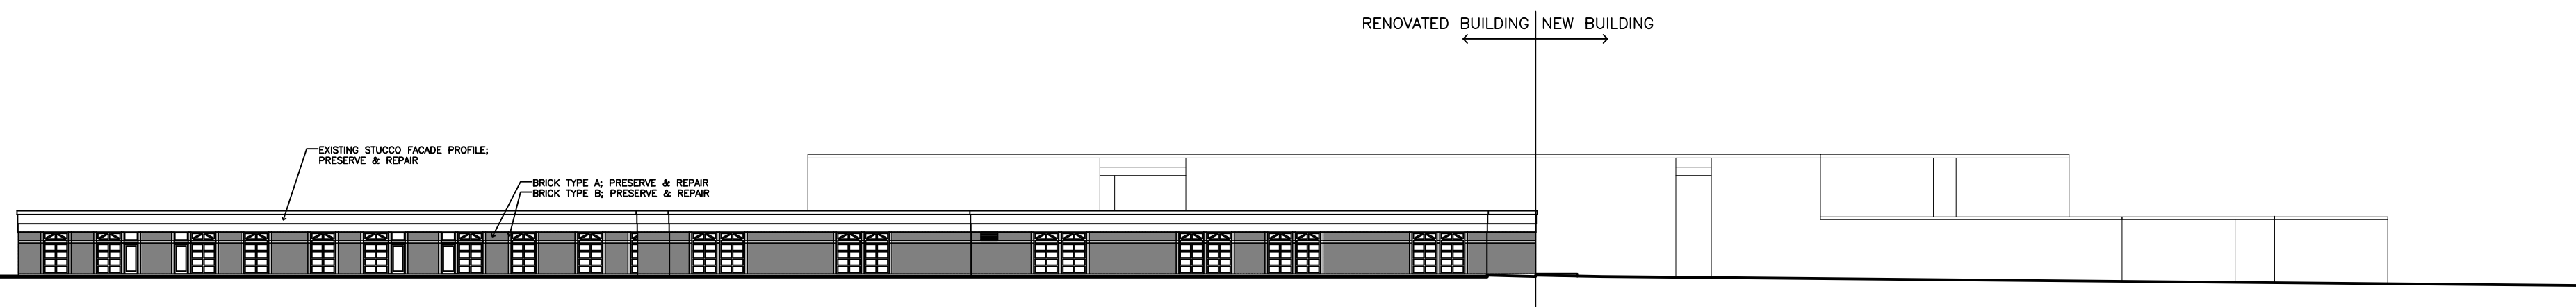 RENOVATED BUILDING NEW BUILDING
EXISTING STUCCO FACADE PROFILE;
PRESERVE & REPAIR
BRICK TYPE A; PRESERVE & REPAIR
BRICK TYPE B; PRESERVE & REPAIR